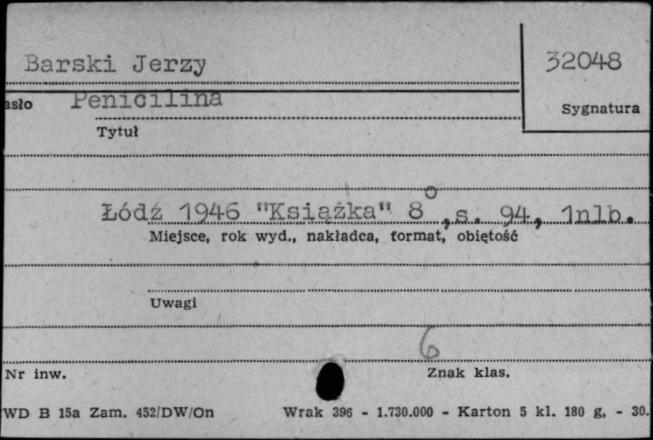 Barski Jerzy
32048
asło Penicilina
Sygnatura
Tytuł
Łódź 1946 "Książka" 8°, s. 94, 1nlb.
Miejsce, rok wyd., nakładca, format, objętość
Uwagi
6
Nr inw.
Znak klas.
WD B 15a Zam. 452/DW/On Wrak 396 - 1.730.000 - Karton 5 kl. 180 g, - 30.